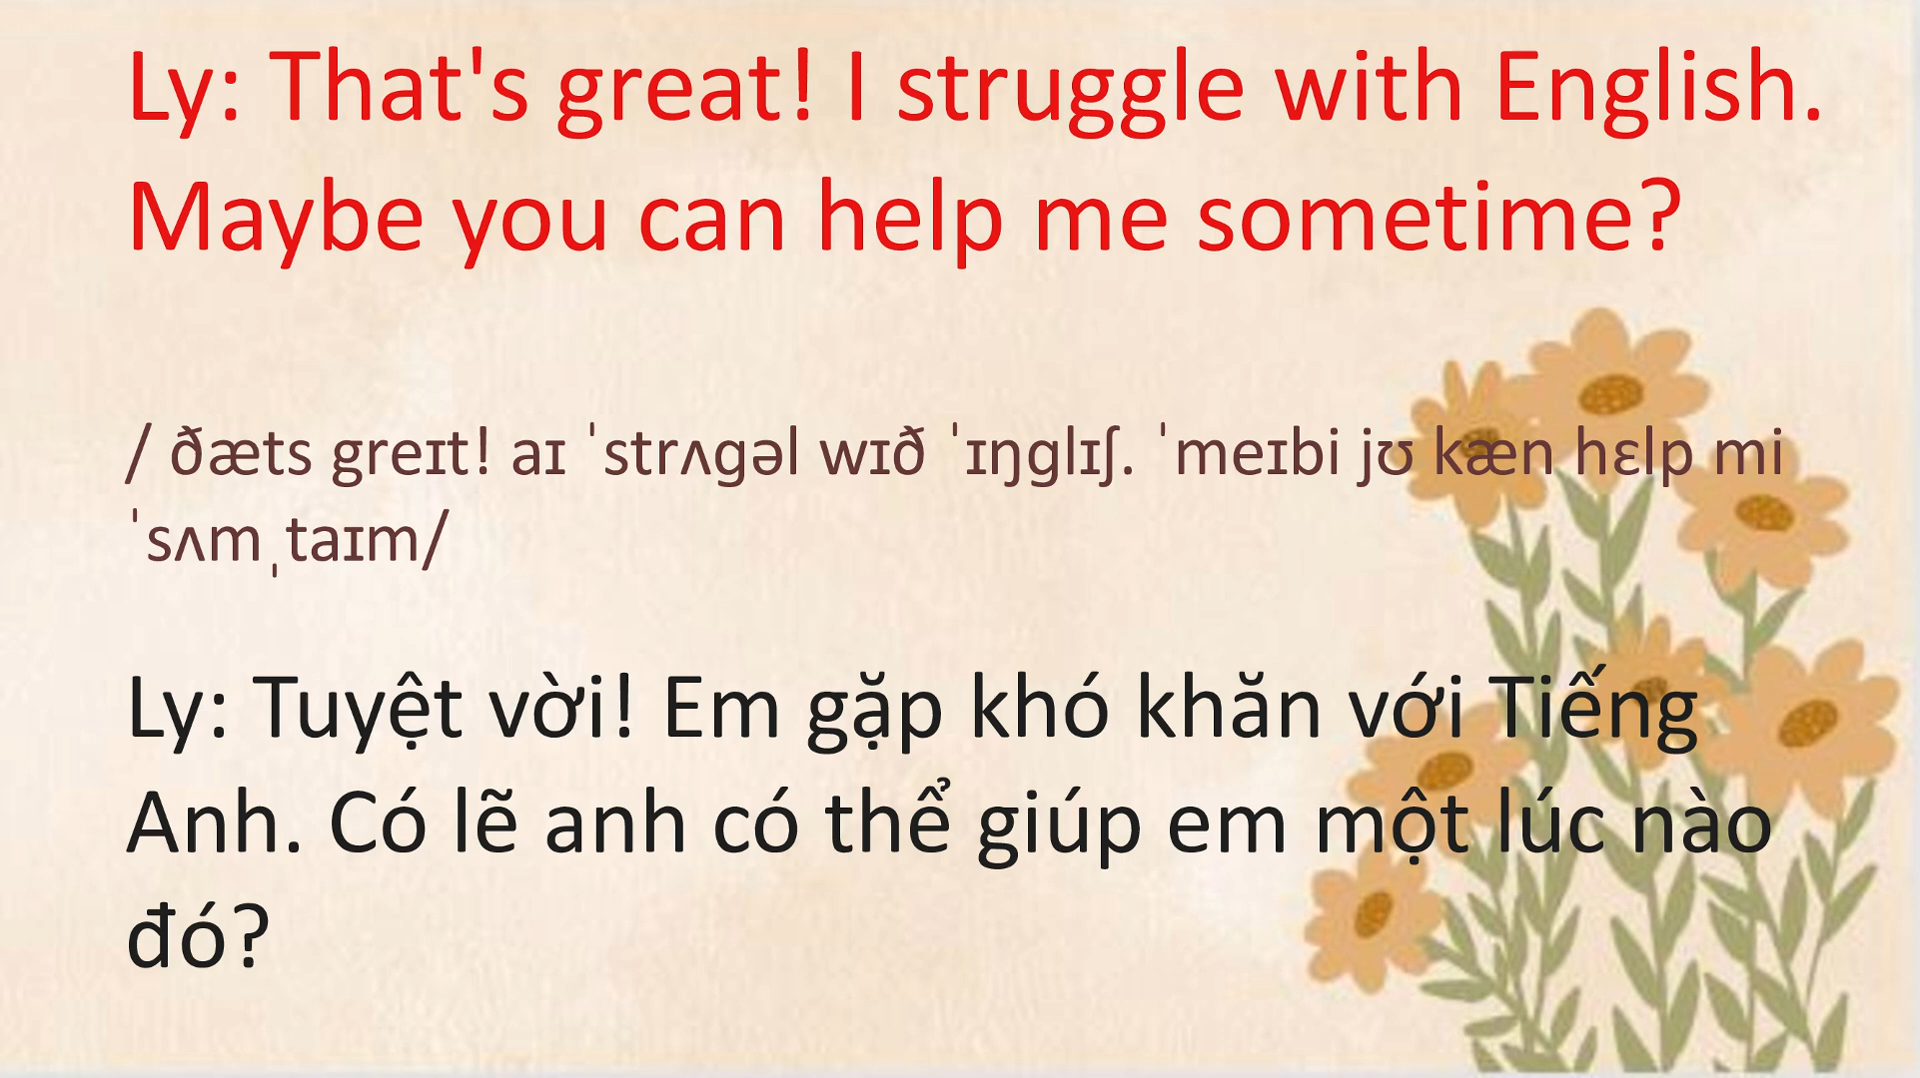 Ly: That's great! I struggle with English.
Maybe you can help me sometime?
/ ðæts greɪt! aɪ ˈstrʌgəl wɪð ˈɪŋglɪʃ. ˈmeɪbi jʊ kæn hɛlp mi
ˈsʌmˌtaɪm/
Ly: Tuyệt vời! Em gặp khó khăn với Tiếng
Anh. Có lẽ anh có thể giúp em một lúc nào
đó?